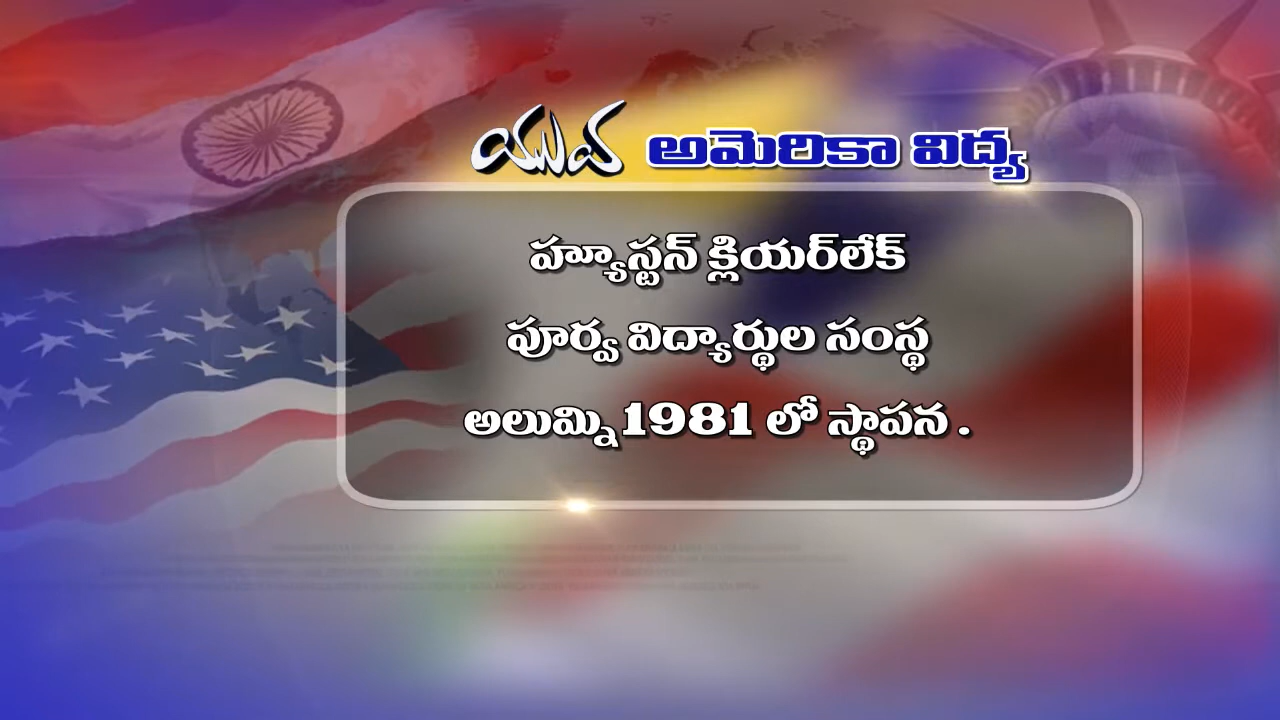 యువ అమెరికా విద్య
హ్యూస్టన్ క్లియర్‌లేక్
పూర్వ విద్యార్థుల సంస్థ
అలుమ్ని 1981 లో స్థాపన .